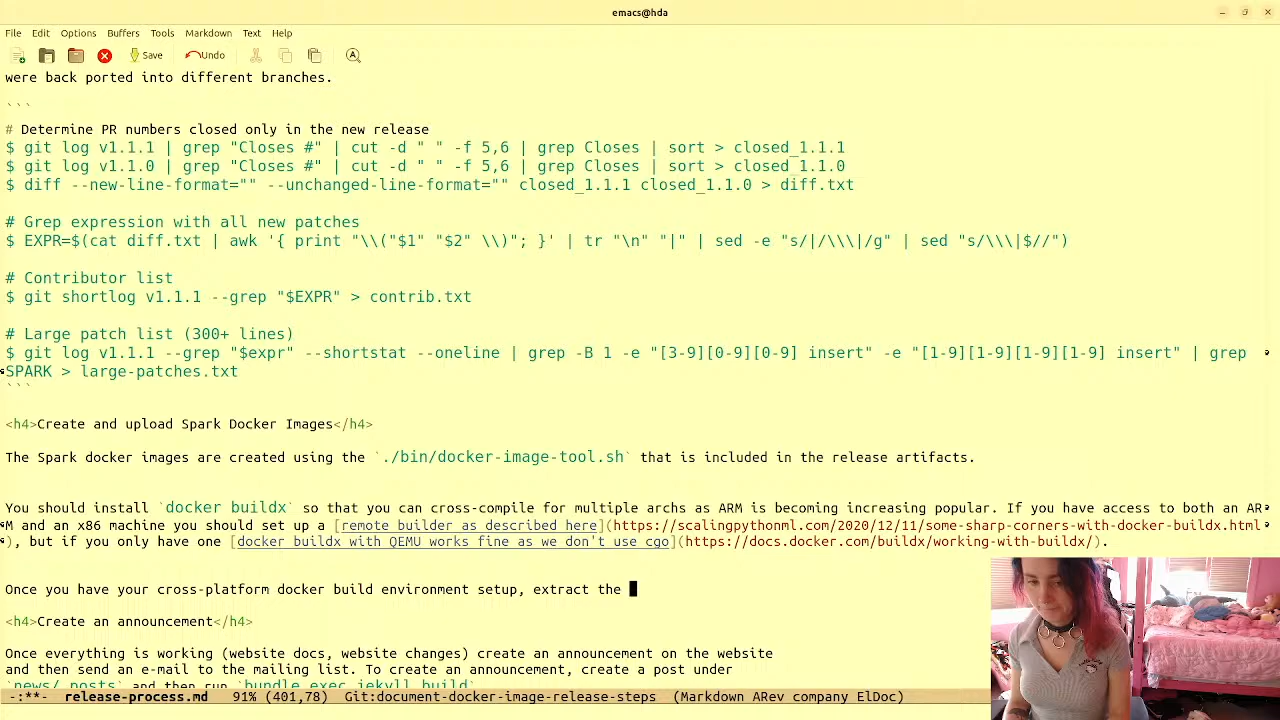 emacs@hda
File Edit Options Buffers Tools Markdown Text Help
Save Undo
were back ported into different branches.
```
# Determine PR numbers closed only in the new release
$ git log v1.1.1 | grep "Closes #" | cut -d " " -f 5,6 | grep Closes | sort > closed_1.1.1
$ git log v1.1.0 | grep "Closes #" | cut -d " " -f 5,6 | grep Closes | sort > closed_1.1.0
$ diff --new-line-format="" --unchanged-line-format="" closed_1.1.1 closed_1.1.0 > diff.txt
# Grep expression with all new patches
$ EXPR=$(cat diff.txt | awk '{ print "\\("$1" "$2" \\)"; }' | tr "\n" "|" | sed -e "s/|/\\\|/g" | sed "s/\\\|$//")
# Contributor list
$ git shortlog v1.1.1 --grep "$EXPR" > contrib.txt
# Large patch list (300+ lines)
$ git log v1.1.1 --grep "$expr" --shortstat --oneline | grep -B 1 -e "[3-9][0-9][0-9] insert" -e "[1-9][1-9][1-9][1-9] insert" | grep
SPARK > large-patches.txt
```
<h4>Create and upload Spark Docker Images</h4>
The Spark docker images are created using the `./bin/docker-image-tool.sh` that is included in the release artifacts.
You should install `docker buildx` so that you can cross-compile for multiple archs as ARM is becoming increasing popular. If you have access to both an AR
M and an x86 machine you should set up a [remote builder as described here](https://scalingpythonml.com/2020/12/11/some-sharp-corners-with-docker-buildx.html
), but if you only have one [docker buildx with QEMU works fine as we don't use cgo](https://docs.docker.com/buildx/working-with-buildx/).
Once you have your cross-platform docker build environment setup, extract the
<h4>Create an announcement</h4>
Once everything is working (website docs, website changes) create an announcement on the website
and then send an e-mail to the mailing list. To create an announcement, create a post under
`news/_posts` and then run `bundle exec jekyll build`
-:**- release-process.md 91% (401,78) Git:document-docker-image-release-steps (Markdown ARev company ElDoc)